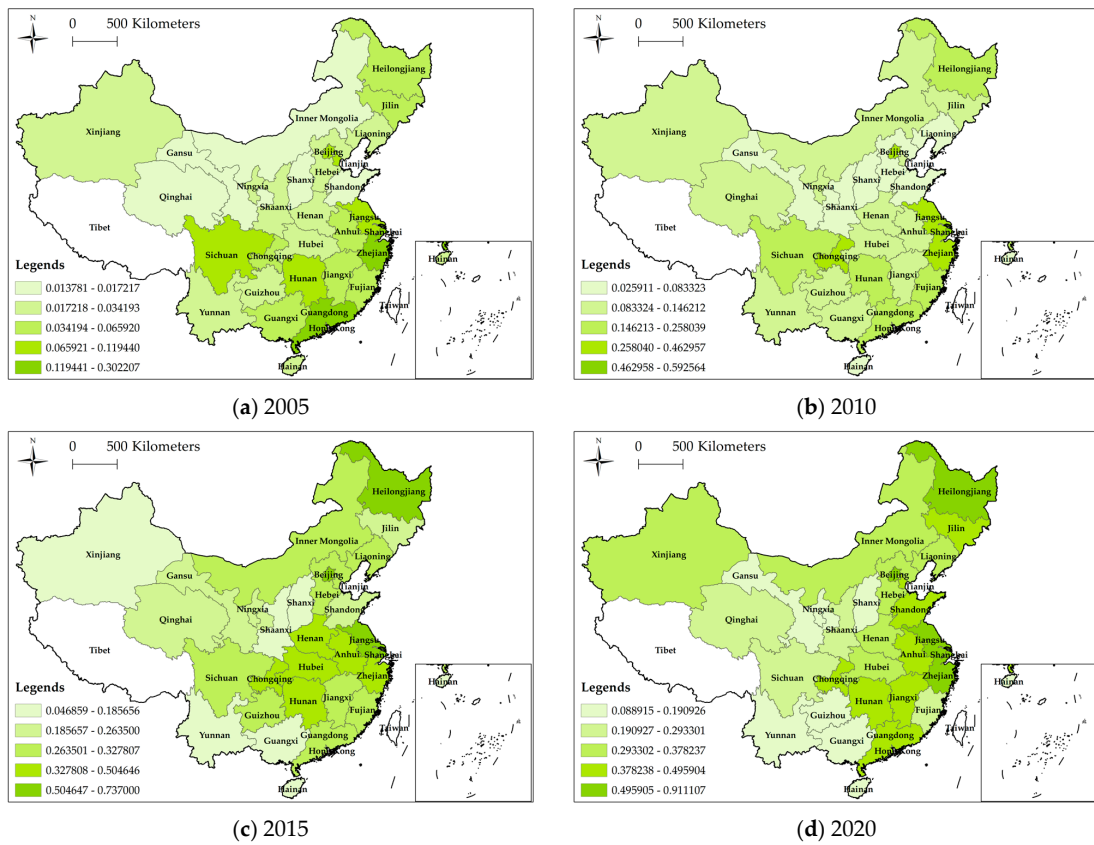 N
0 500 Kilometers
Heilongjiang
Jilin
Liaoning
Inner Mongolia
Xinjiang
Gansu
Beijing
Tianjin
Hebei
Shanxi
Shandong
Ningxia
Qinghai
Shaanxi
Henan
Jiangsu
Tibet
Anhui
Shanghai
Hubei
Sichuan
Chongqing
Zhejiang
Hunan
Jiangxi
Guizhou
Fujian
Yunnan
Guangxi
Guangdong
Hong Kong
Taiwan
Hainan
Hainan
Legends
0.013781 - 0.017217
0.017218 - 0.034193
0.034194 - 0.065920
0.065921 - 0.119440
0.119441 - 0.302207
(a) 2005
N
0 500 Kilometers
Heilongjiang
Jilin
Liaoning
Inner Mongolia
Xinjiang
Gansu
Beijing
Tianjin
Hebei
Shanxi
Shandong
Ningxia
Qinghai
Shaanxi
Henan
Jiangsu
Tibet
Anhui
Shanghai
Hubei
Sichuan
Chongqing
Zhejiang
Hunan
Jiangxi
Guizhou
Fujian
Yunnan
Guangxi
Guangdong
Hong Kong
Taiwan
Hainan
Hainan
Legends
0.025911 - 0.083323
0.083324 - 0.146212
0.146213 - 0.258039
0.258040 - 0.462957
0.462958 - 0.592564
(b) 2010
N
0 500 Kilometers
Heilongjiang
Jilin
Liaoning
Inner Mongolia
Xinjiang
Gansu
Beijing
Tianjin
Hebei
Shanxi
Shandong
Ningxia
Qinghai
Shaanxi
Henan
Jiangsu
Tibet
Anhui
Shanghai
Hubei
Sichuan
Chongqing
Zhejiang
Hunan
Jiangxi
Guizhou
Fujian
Yunnan
Guangxi
Guangdong
Hong Kong
Taiwan
Hainan
Hainan
Legends
0.046859 - 0.185656
0.185657 - 0.263500
0.263501 - 0.327807
0.327808 - 0.504646
0.504647 - 0.737000
(c) 2015
N
0 500 Kilometers
Heilongjiang
Jilin
Liaoning
Inner Mongolia
Xinjiang
Gansu
Beijing
Tianjin
Hebei
Shanxi
Shandong
Ningxia
Qinghai
Shaanxi
Henan
Jiangsu
Tibet
Anhui
Shanghai
Hubei
Sichuan
Chongqing
Zhejiang
Hunan
Jiangxi
Guizhou
Fujian
Yunnan
Guangxi
Guangdong
Hong Kong
Taiwan
Hainan
Hainan
Legends
0.088915 - 0.190926
0.190927 - 0.293301
0.293302 - 0.378237
0.378238 - 0.495904
0.495905 - 0.911107
(d) 2020